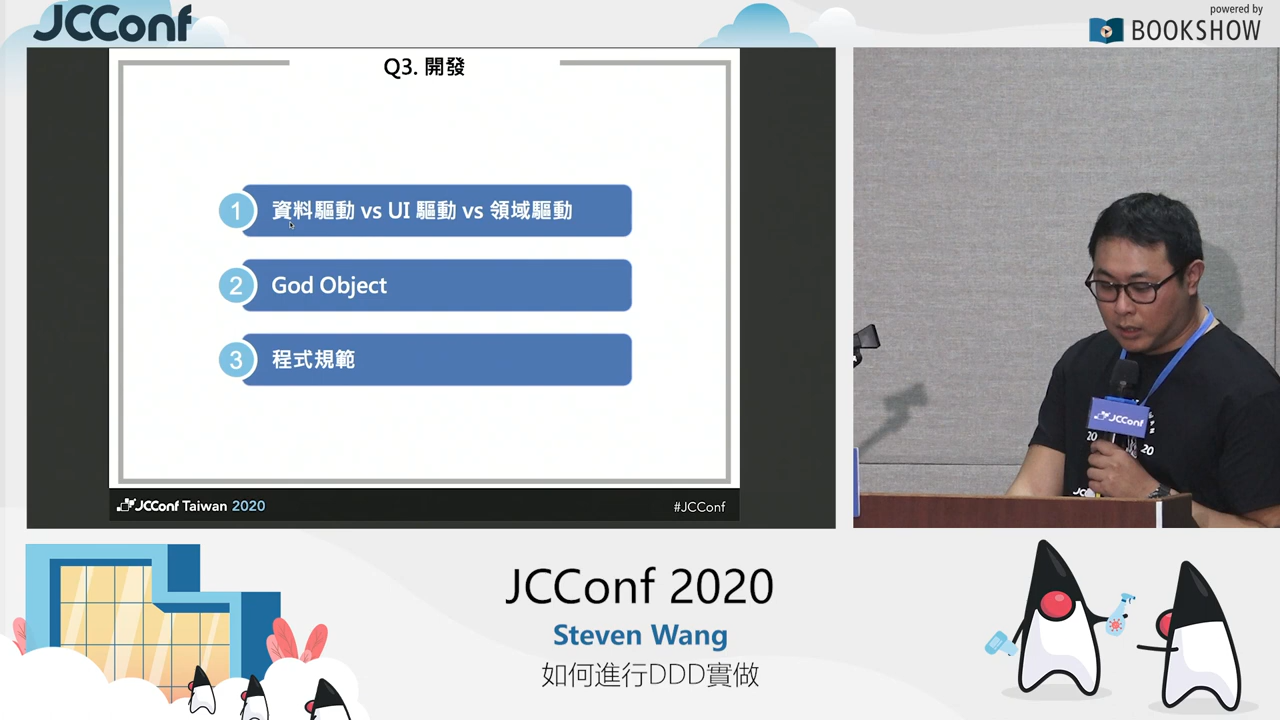 JCConf
powered by
BOOKSHOW
Q3. 開發
1 資料驅動 vs UI 驅動 vs 領域驅動
2 God Object
3 程式規範
JCConf Taiwan 2020
#JCConf
JCConf
20 20
JC
JCConf 2020
Steven Wang
如何進行DDD實做